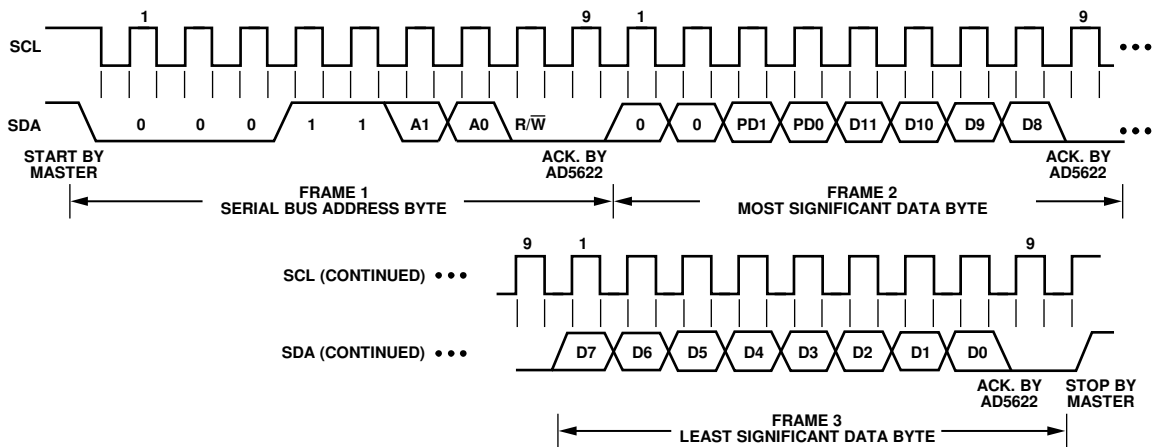 1 9 1 9
SCL
SDA 0 0 0 1 1 A1 A0 R/W̅ 0 0 PD1 PD0 D11 D10 D9 D8
START BY
MASTER
ACK. BY
AD5622
ACK. BY
AD5622
FRAME 1
SERIAL BUS ADDRESS BYTE
FRAME 2
MOST SIGNIFICANT DATA BYTE
9 1 9
SCL (CONTINUED)
SDA (CONTINUED) D7 D6 D5 D4 D3 D2 D1 D0
ACK. BY
AD5622
STOP BY
MASTER
FRAME 3
LEAST SIGNIFICANT DATA BYTE